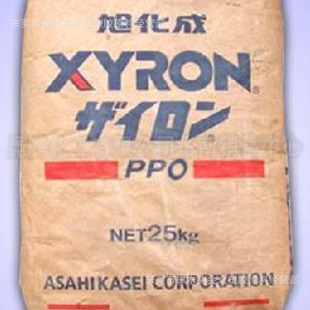 旭化成
XYRON®
ザイロン®
PPO
NET25kg
ASAHI KASEI CORPORATION